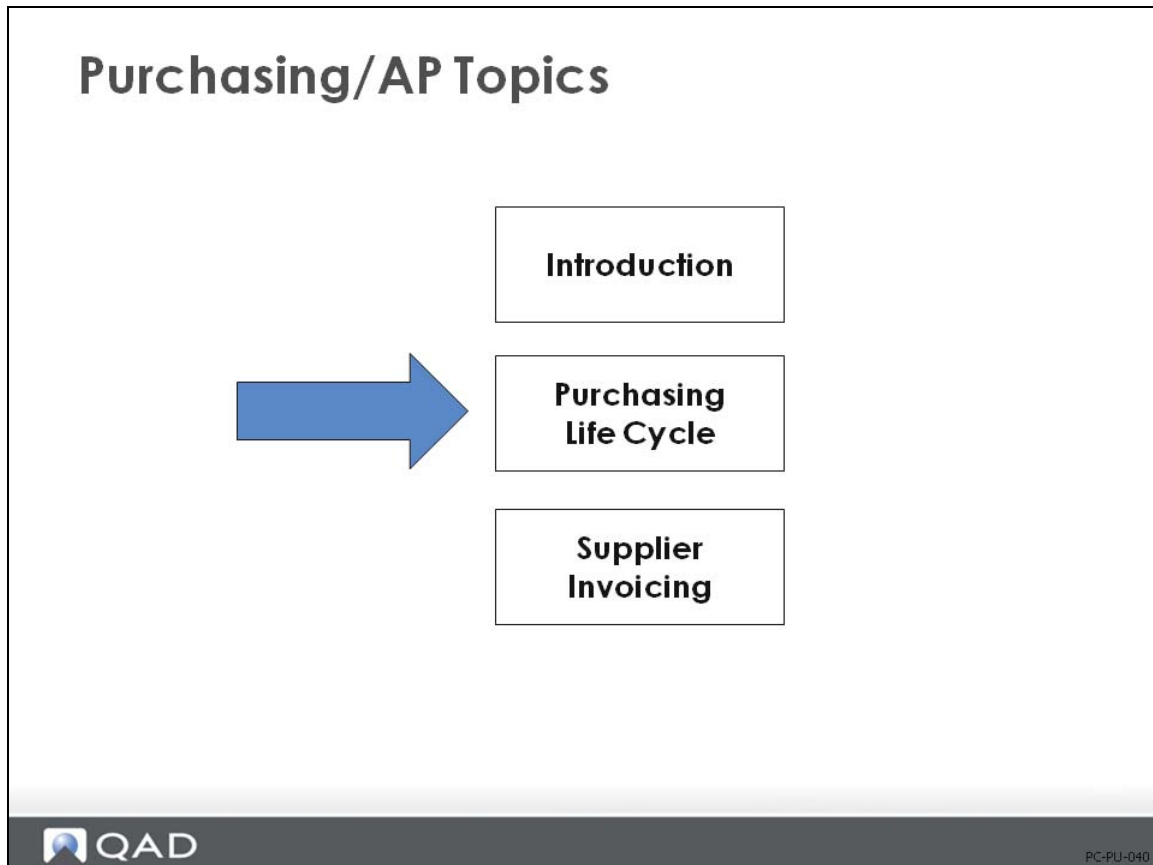 Purchasing/AP Topics
Introduction
Purchasing
Life Cycle
Supplier
Invoicing
QAD
PC-PU-040